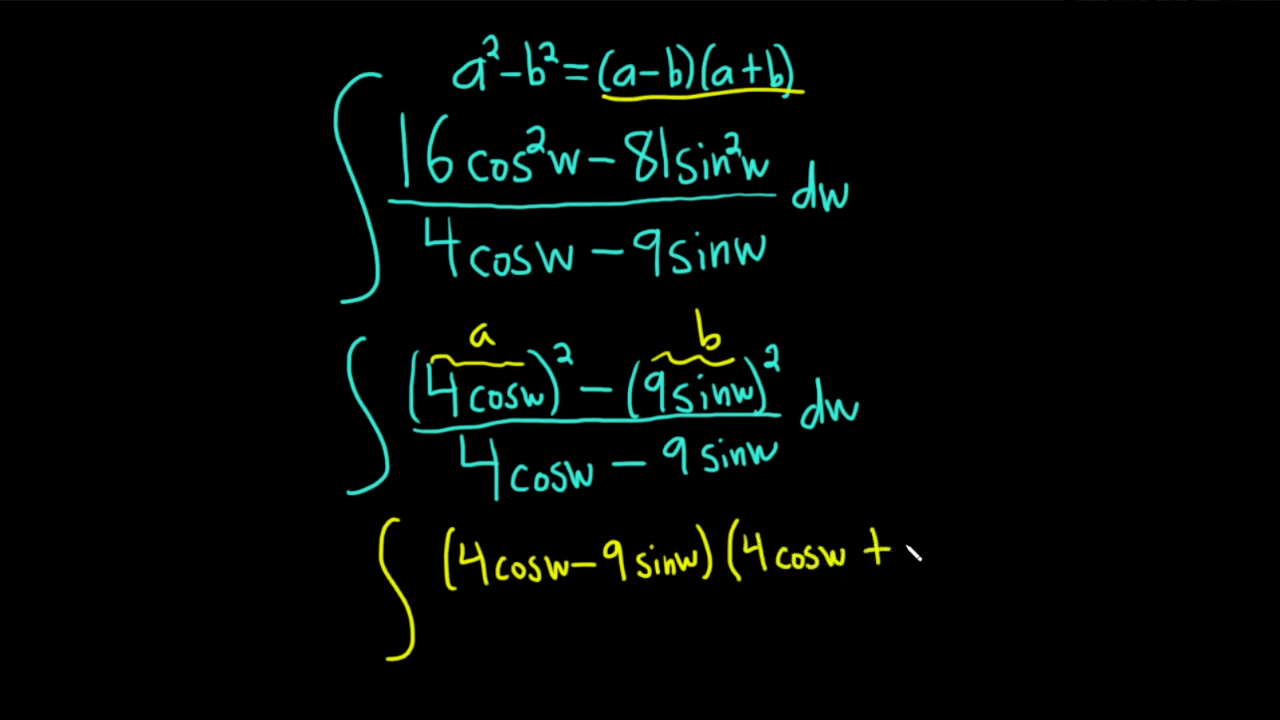 a²-b²=(a-b)(a+b)
∫ (16cos²w - 81sin²w)/(4cosw - 9sinw) dw
a b
∫ ((4cosw)² - (9sinw)²)/(4cosw - 9sinw) dw
∫ (4cosw-9sinw)(4cosw +